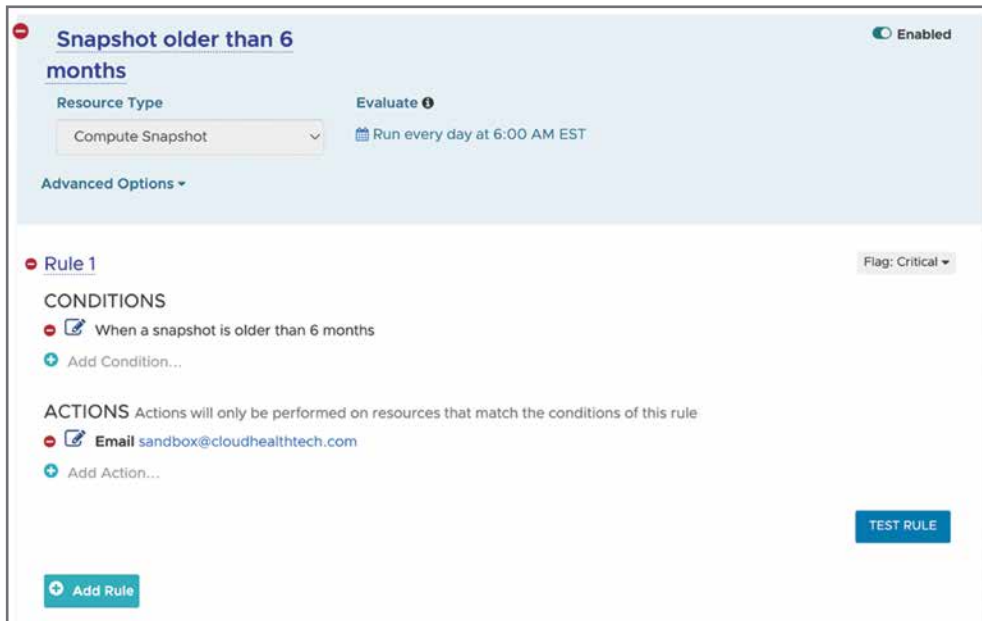 Snapshot older than 6
months
Enabled
Resource Type
Evaluate
Compute Snapshot
Run every day at 6:00 AM EST
Advanced Options
Rule 1
Flag: Critical
CONDITIONS
When a snapshot is older than 6 months
Add Condition...
ACTIONS Actions will only be performed on resources that match the conditions of this rule
Email sandbox@cloudhealthtech.com
Add Action...
TEST RULE
Add Rule